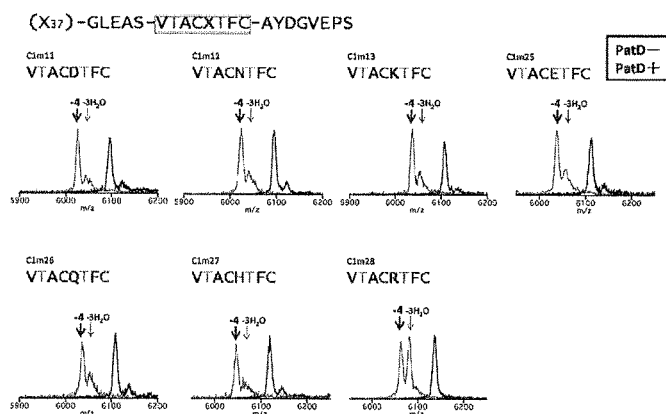 (X37)-GLEAS-VTACXTFC-AYDGVEPS
PatD—
PatD+
C1m11
VTACDTFC
-4 -3H₂O
5900 6000 6100 6200
m/z
C1m12
VTACNTFC
-4 -3H₂O
6000 6100 6200
m/z
C1m13
VTACKTFC
-4 -3H₂O
5900 6000 6100 6200
m/z
C1m25
VTACETFC
-4 -3H₂O
6000 6100 6200
m/z
C1m26
VTACQTFC
-4 -3H₂O
5900 6000 6100 6200
m/z
C1m27
VTACHTFC
-4 -3H₂O
6000 6100 6200
m/z
C1m28
VTACRTFC
-4 -3H₂O
6000 6100 6200
m/z